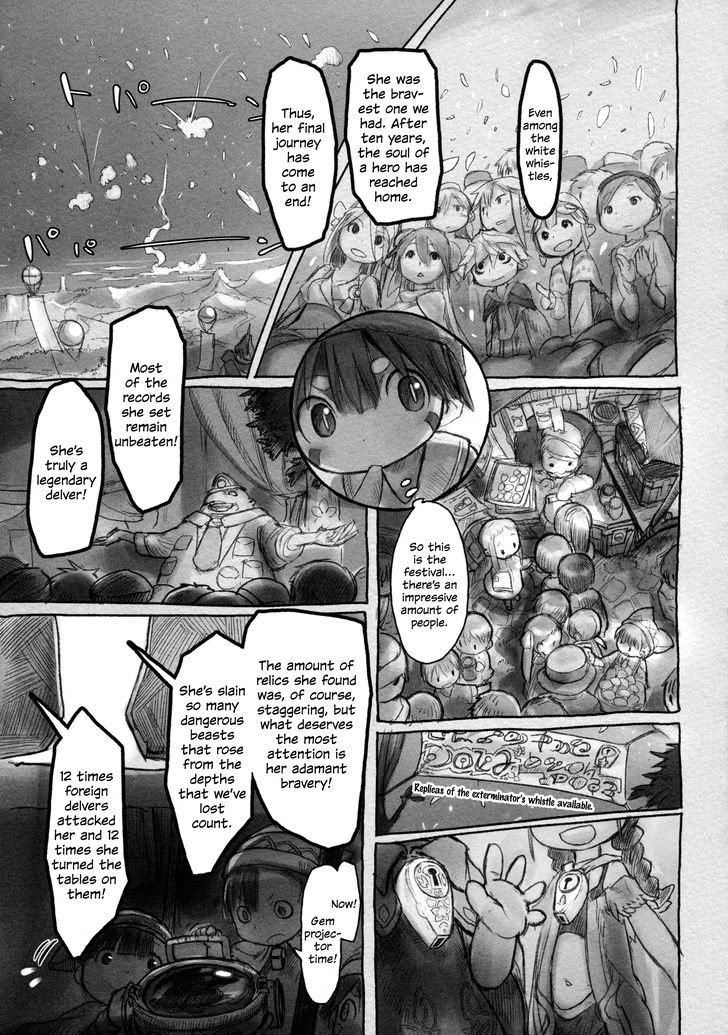 Even
among
the
white
whis-
tles,
She was
the brav-
est one we
had. After
ten years,
the soul of
a hero has
reached
home.
Thus,
her final
journey
has
come to
an end!
トパー
パパー
So this
is the
festival...
there's an
impressive
amount of
people.
Most
of the
records
she set
remain
unbeaten!
She's
truly a
legendary
delver!
Replicas of the exterminator's whistle available.
The amount of
relics she found
was, of course,
staggering, but
what deserves
the most
attention is
her adamant
bravery!
She's slain
so many
dangerous
beasts
that rose
from the
depths
that we've
lost
count.
12 times
foreign
delvers
attacked
her and 12
times she
turned the
tables on
them!
Now!
Gem
projec-
tor
time!